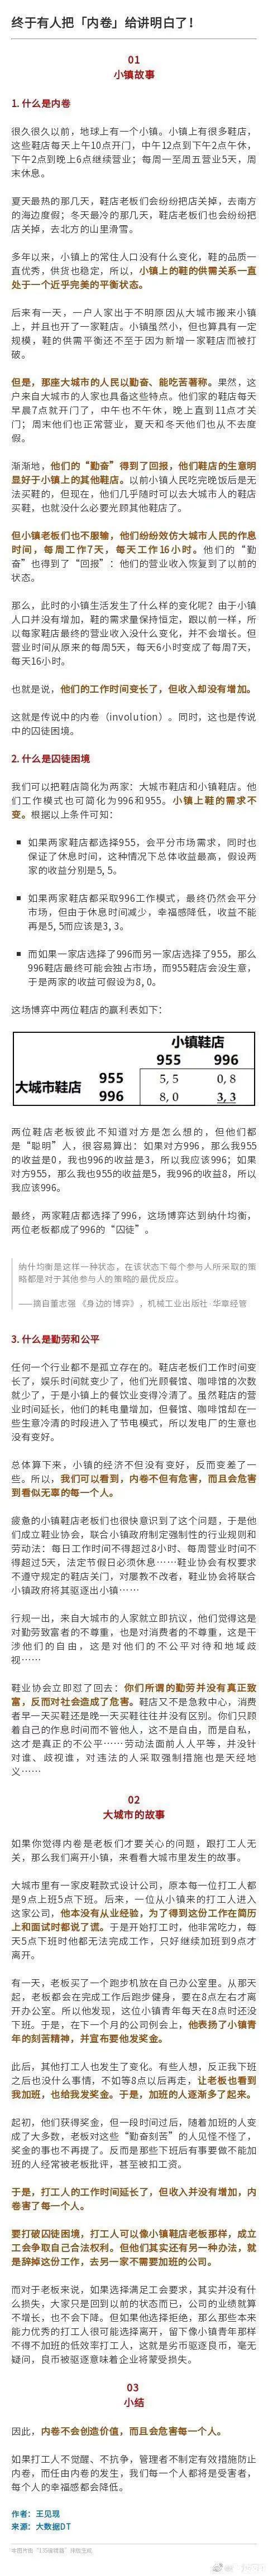 终于有人把「内卷」给讲明白了！
01
小镇故事
1. 什么是内卷
很久很久以前，地球上有一个小镇。小镇上有很多鞋店，
这些鞋店每天上午10点开门，中午12点到下午2点午休，
下午2点到晚上6点继续营业；每周一至周五营业5天，周
末休息。
夏天最热的那几天，鞋店老板们会纷纷把店关掉，去南方
的海边度假；冬天最冷的那几天，鞋店老板们也会纷纷把
店关掉，去北方的山里滑雪。
多年以来，小镇上的常住人口没有什么变化，鞋的品质一
直优秀，供货也稳定，所以，小镇上的鞋的供需关系一直
处于一个近乎完美的平衡状态。
后来有一天，一户人家出于不明原因从大城市搬来小镇
上，并且也开了一家鞋店。小镇虽然小，但也算具有一定
规模，鞋的供需平衡还不至于因为新增一家鞋店而被打
破。
但是，那座大城市的人民以勤奋、能吃苦著称。果然，这
户来自大城市的人家也具备这些特点。他们家的鞋店每天
早晨7点就开门了，中午也不午休，晚上直到11点才关
门；周末他们也正常营业，夏天和冬天他们也从不去度
假。
渐渐地，他们的“勤奋”得到了回报，他们鞋店的生意明
显好于小镇上的其他鞋店。以前小镇人民吃完晚饭后是无
法买鞋的，但现在，他们几乎随时可以去大城市人的鞋店
买鞋，也就没什么必要光顾其他鞋店了。
但小镇老板们也不服输，他们纷纷效仿大城市人民的作息
时间，每周工作7天，每天工作16小时。他们的“勤
奋”也得到了“回报”：他们的营业收入恢复到了以前的
状态。
那么，此时的小镇生活发生了什么样的变化呢？由于小镇
人口并没有增加，鞋的需求量保持恒定，跟以前一样，所
以每家鞋店最终的营业收入没什么变化，并不会增长。但
营业时间从原来的每周5天，每天6小时变成了每周7天，
每天16小时。
也就是说，他们的工作时间变长了，但收入却没有增加。
这就是传说中的内卷（involution）。同时，这也是传说
中的囚徒困境。
2. 什么是囚徒困境
我们可以把鞋店简化为两家：大城市鞋店和小镇鞋店。他
们工作模式也可简化为996和955。小镇上鞋的需求不
变。根据以上条件可知：
如果两家鞋店都选择955，会平分市场需求，同时也
保证了休息时间，这种情况下总体收益最高，假设两
家的收益分别是5, 5。
如果两家鞋店都采取996工作模式，最终仍然会平分
市场，但由于休息时间减少，幸福感降低，收益不能
再是5, 5而应该是3, 3。
而如果一家店选择了996而另一家店选择了955，那么
996鞋店最终可能会独占市场，而955鞋店会没生意，
于是两家的收益可假设为8, 0。
这场博弈中两位鞋店的赢利表如下：
小镇鞋店
955 996
大城市鞋店 955 5, 5 0, 8
996 8, 0 3, 3
两位鞋店老板彼此不知道对方是怎么想的，但他们都
是“聪明”人，很容易算出：如果对方996，那么我955
的收益是0，我也996的收益是3，所以我应该996；如果
对方955，那么我也955的收益是5，我996的收益8，所以
我应该996。
最终，两家鞋店都选择了996，这场博弈达到纳什均衡，
两位老板都成了996的“囚徒”。
纳什均衡是这样一种状态，在该状态下每个参与人所采取的策
略都是对于其他参与人的策略的最优反应。
——摘自董志强 《身边的博弈》，机械工业出版社 · 华章经管
3. 什么是勤劳和公平
任何一个行业都不是孤立存在的。鞋店老板们工作时间变
长了，娱乐时间就变少了，他们光顾餐馆、咖啡馆的次数
就少了，于是小镇上的餐饮业变得冷清了。虽然鞋店的营
业时间延长，他们的耗电量增加，但餐馆、咖啡馆却在一
些生意冷清的时段进入了节电模式，所以发电厂的生意也
没有变好。
总体算下来，小镇的经济不但没有变好，反而变差了一
些。所以，我们可以看到，内卷不但有危害，而且会危害
到看似无辜的每一个人。
疲惫的小镇鞋店老板们也很快意识到了这个问题，于是他
们成立鞋业协会，联合小镇政府制定强制性的行业规则和
劳动法：每日工作时间不得超过8小时、每周营业时间不
得超过5天，法定节假日必须休息……鞋业协会有权要求
不遵守规定的鞋店关门，对屡教不改者，鞋业协会将联合
小镇政府将其驱逐出小镇……
行规一出，来自大城市的人家就立即抗议，他们觉得这是
对勤劳致富者的不尊重，也是对消费者的不尊重，这是干
涉他们的自由，这是对他们的不公平对待和地域歧
视……
鞋业协会立即怼了回去：你们所谓的勤劳并没有真正致
富，反而对社会造成了危害。鞋店又不是急救中心，消费
者早一天买鞋还是晚一天买鞋往往并没有区别。你们只顾
着自己的作息时间而不管他人，这不是自由，而是自私，
这才是真正的不公平……劳动法面前人人平等，并没针
对谁、歧视谁，对违法的人采取强制措施也是天经地
义……
02
大城市的故事
如果你觉得内卷是老板们才要关心的问题，跟打工人无
关，那么我们离开小镇，来看看大城市里发生的故事。
大城市里有一家皮鞋款式设计公司，原本每一位打工人都
是9点上班5点下班。后来，一位从小镇来的打工人进入
这家公司，他本没有从业经验，为了得到这份工作在简历
上和面试时都说了谎。于是开始打工时，他非常吃力，每
天5点下班时他都无法完成工作，只好继续加班到9点才
离开。
有一天，老板买了一个跑步机放在自己办公室里。从那天
起，老板都会在完成工作后跑步健身，要在8点左右才离
开办公室。所以他发现，这位小镇青年每天在8点时还没
下班。于是，在下一个月的公司例会上，他表扬了小镇青
年的刻苦精神，并宣布要给他发奖金。
此后，其他打工人也发生了变化。有些人想，反正我下班
之后也没什么事情，不如等8点以后再走，让老板也看到
我加班，也给我发奖金。于是，加班的人逐渐多了起来。
起初，他们获得奖金，但一段时间过后，随着加班的人变
成了大多数，老板对这些“勤奋刻苦”的人见怪不怪了，
奖金的事也不再提了。反而是那些下班后有事要做不能加
班的人经常被老板批评，甚至被扣工资。
于是，打工人的工作时间延长了，但收入并没有增加，内
卷害了每一个人。
要打破囚徒困境，打工人可以像小镇鞋店老板那样，成立
工会来争取自己合法权利。但他们其实还有另一种办法，就
是辞掉这份工作，去另一家不需要加班的公司。
而对于老板来说，如果选择满足工会要求，其实并没有什
么损失，大家只是回到以前的状态而已，公司的业绩就算
不增长，也不会下降。但如果他选择拒绝，那么那些本来
能力优秀的打工人很可能选择离开，留下像小镇青年那样
不得不加班的低效率打工人，这就是劣币驱逐良币，毫无
疑问，良币被驱逐意味着企业将蒙受损失。
03
小结
因此，内卷不会创造价值，而且会危害每一个人。
如果打工人不觉醒、不抗争，管理者不制定有效措施防止
内卷，而任由内卷的发生，我们每一个人都将是受害者，
每个人的幸福感都会降低。
作者：王见现
来源：大数据DT